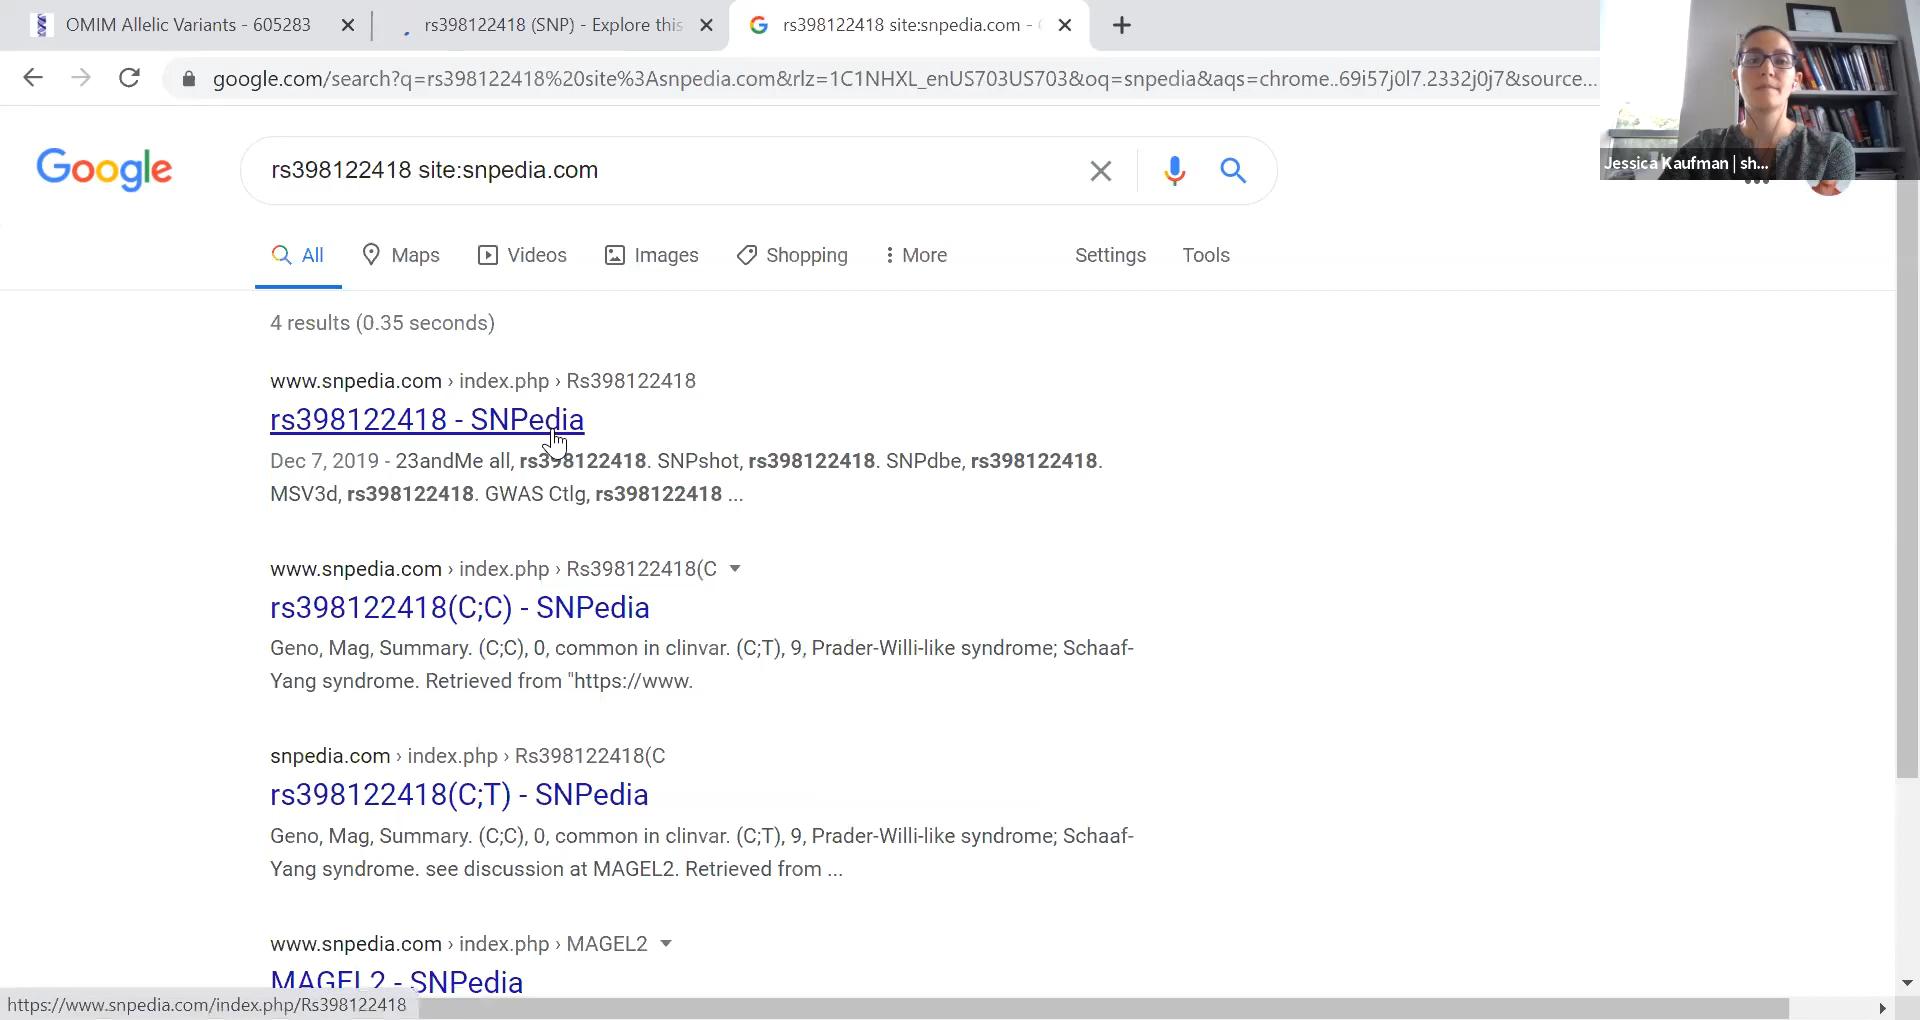 OMIM Allelic Variants - 605283
rs398122418 (SNP) - Explore this
rs398122418 site:snpedia.com -
google.com/search?q=rs398122418%20site%3Asnpedia.com&rlz=1C1NHXL_enUS703US703&oq=snpedia&aqs=chrome..69i57j0l7.2332j0j7&source...
Jessica Kaufman | sh...
Google
rs398122418 site:snpedia.com
All Maps Videos Images Shopping More Settings Tools
4 results (0.35 seconds)
www.snpedia.com › index.php › Rs398122418
rs398122418 - SNPedia
Dec 7, 2019 - 23andMe all, rs398122418. SNPshot, rs398122418. SNPdbe, rs398122418.
MSV3d, rs398122418. GWAS Ctlg, rs398122418 ...
www.snpedia.com › index.php › Rs398122418(C
rs398122418(C;C) - SNPedia
Geno, Mag, Summary. (C;C), 0, common in clinvar. (C;T), 9, Prader-Willi-like syndrome; Schaaf-
Yang syndrome. Retrieved from "https://www.
snpedia.com › index.php › Rs398122418(C
rs398122418(C;T) - SNPedia
Geno, Mag, Summary. (C;C), 0, common in clinvar. (C;T), 9, Prader-Willi-like syndrome; Schaaf-
Yang syndrome. see discussion at MAGEL2. Retrieved from ...
www.snpedia.com › index.php › MAGEL2
MAGEL2 - SNPedia
https://www.snpedia.com/index.php/Rs398122418